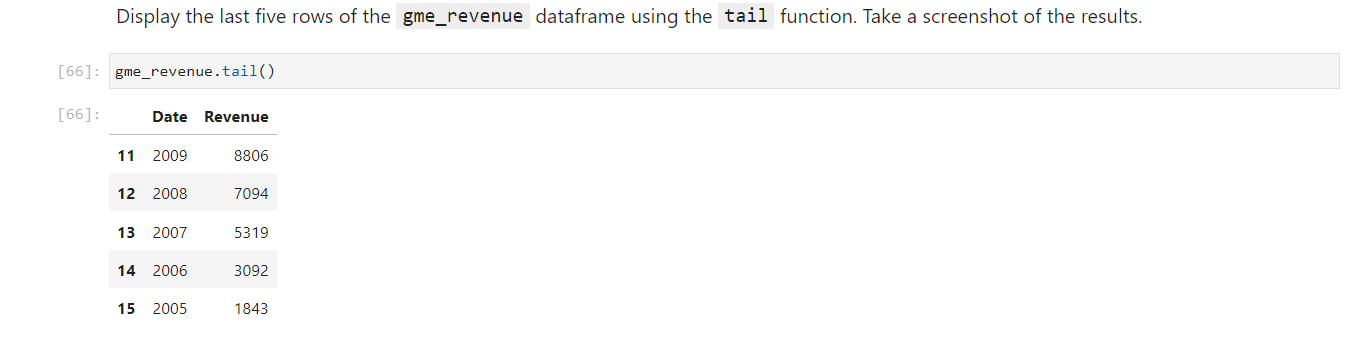 Display the last five rows of the gme_revenue dataframe using the tail function. Take a screenshot of the results.
[66]: gme_revenue.tail()
[66]: Date Revenue
11 2009 8806
12 2008 7094
13 2007 5319
14 2006 3092
15 2005 1843